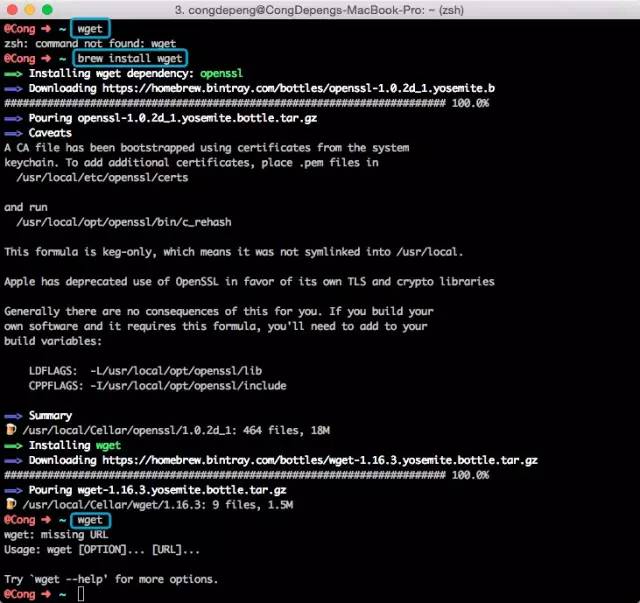 3. congdepeng@CongDepengs-MacBook-Pro: ~ (zsh)
@Cong ➜ ~ wget
zsh: command not found: wget
@Cong ➜ ~ brew install wget
==> Installing wget dependency: openssl
==> Downloading https://homebrew.bintray.com/bottles/openssl-1.0.2d_1.yosemite.b
######################################################################## 100.0%
==> Pouring openssl-1.0.2d_1.yosemite.bottle.tar.gz
==> Caveats
A CA file has been bootstrapped using certificates from the system
keychain. To add additional certificates, place .pem files in
/usr/local/etc/openssl/certs
and run
/usr/local/opt/openssl/bin/c_rehash
This formula is keg-only, which means it was not symlinked into /usr/local.
Apple has deprecated use of OpenSSL in favor of its own TLS and crypto libraries
Generally there are no consequences of this for you. If you build your
own software and it requires this formula, you'll need to add to your
build variables:
LDFLAGS:  -L/usr/local/opt/openssl/lib
CPPFLAGS: -I/usr/local/opt/openssl/include
==> Summary
🍺 /usr/local/Cellar/openssl/1.0.2d_1: 464 files, 18M
==> Installing wget
==> Downloading https://homebrew.bintray.com/bottles/wget-1.16.3.yosemite.bottle.tar.gz
######################################################################## 100.0%
==> Pouring wget-1.16.3.yosemite.bottle.tar.gz
🍺 /usr/local/Cellar/wget/1.16.3: 9 files, 1.5M
@Cong ➜ ~ wget
wget: missing URL
Usage: wget [OPTION]... [URL]...
Try `wget --help' for more options.
@Cong ➜ ~